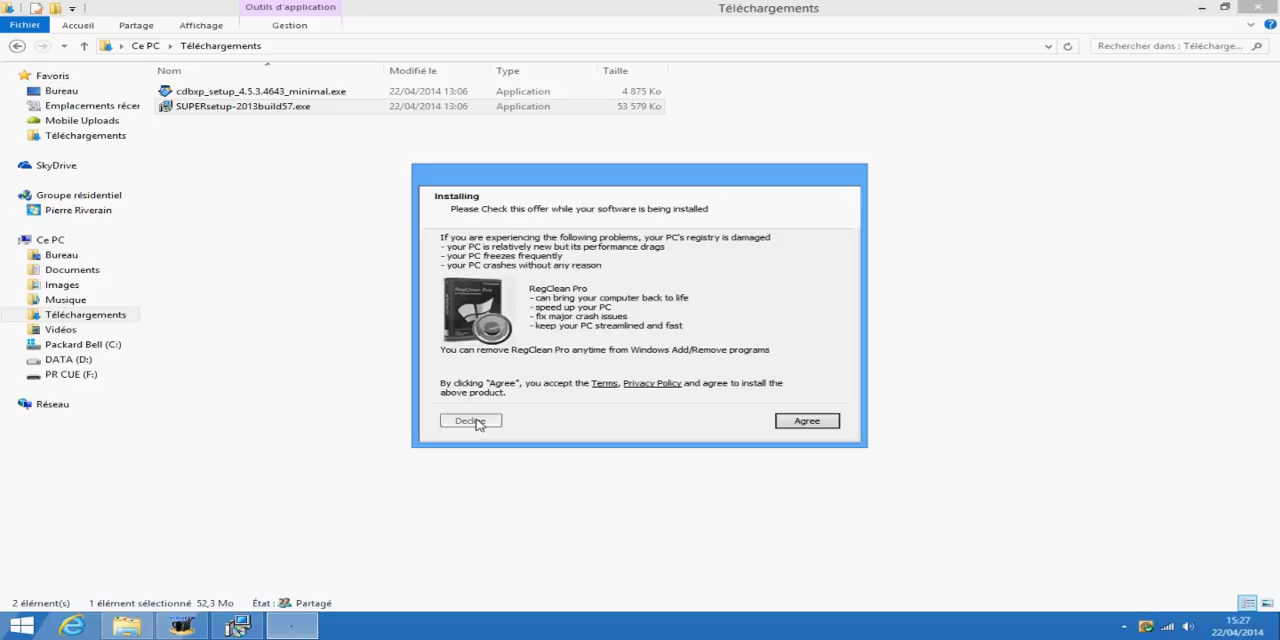 Outils d'application
Téléchargements
Fichier
Accueil
Partage
Affichage
Gestion
Ce PC
Téléchargements
Rechercher dans : Télécharge...
Nom
Modifié le
Type
Taille
cdbxp_setup_4.5.3.4643_minimal.exe
22/04/2014 13:06
Application
4 875 Ko
SUPERsetup-2013build57.exe
22/04/2014 13:06
Application
53 579 Ko
Favoris
Bureau
Emplacements récer
Mobile Uploads
Téléchargements
SkyDrive
Groupe résidentiel
Pierre Riverain
Ce PC
Bureau
Documents
Images
Musique
Téléchargements
Vidéos
Packard Bell (C:)
DATA (D:)
PR CUE (F:)
Réseau
Installing
Please Check this offer while your software is being installed
If you are experiencing the following problems, your PC's registry is damaged
- your PC is relatively new but its performance drags
- your PC freezes frequently
- your PC crashes without any reason
RegClean Pro
RegClean Pro
- can bring your computer back to life
- speed up your PC
- fix major crash issues
- keep your PC streamlined and fast
You can remove RegClean Pro anytime from Windows Add/Remove programs
By clicking "Agree", you accept the Terms, Privacy Policy and agree to install the
above product.
Decline
Agree
2 élément(s)
1 élément sélectionné 52,3 Mo
État : Partagé
15:27
22/04/2014